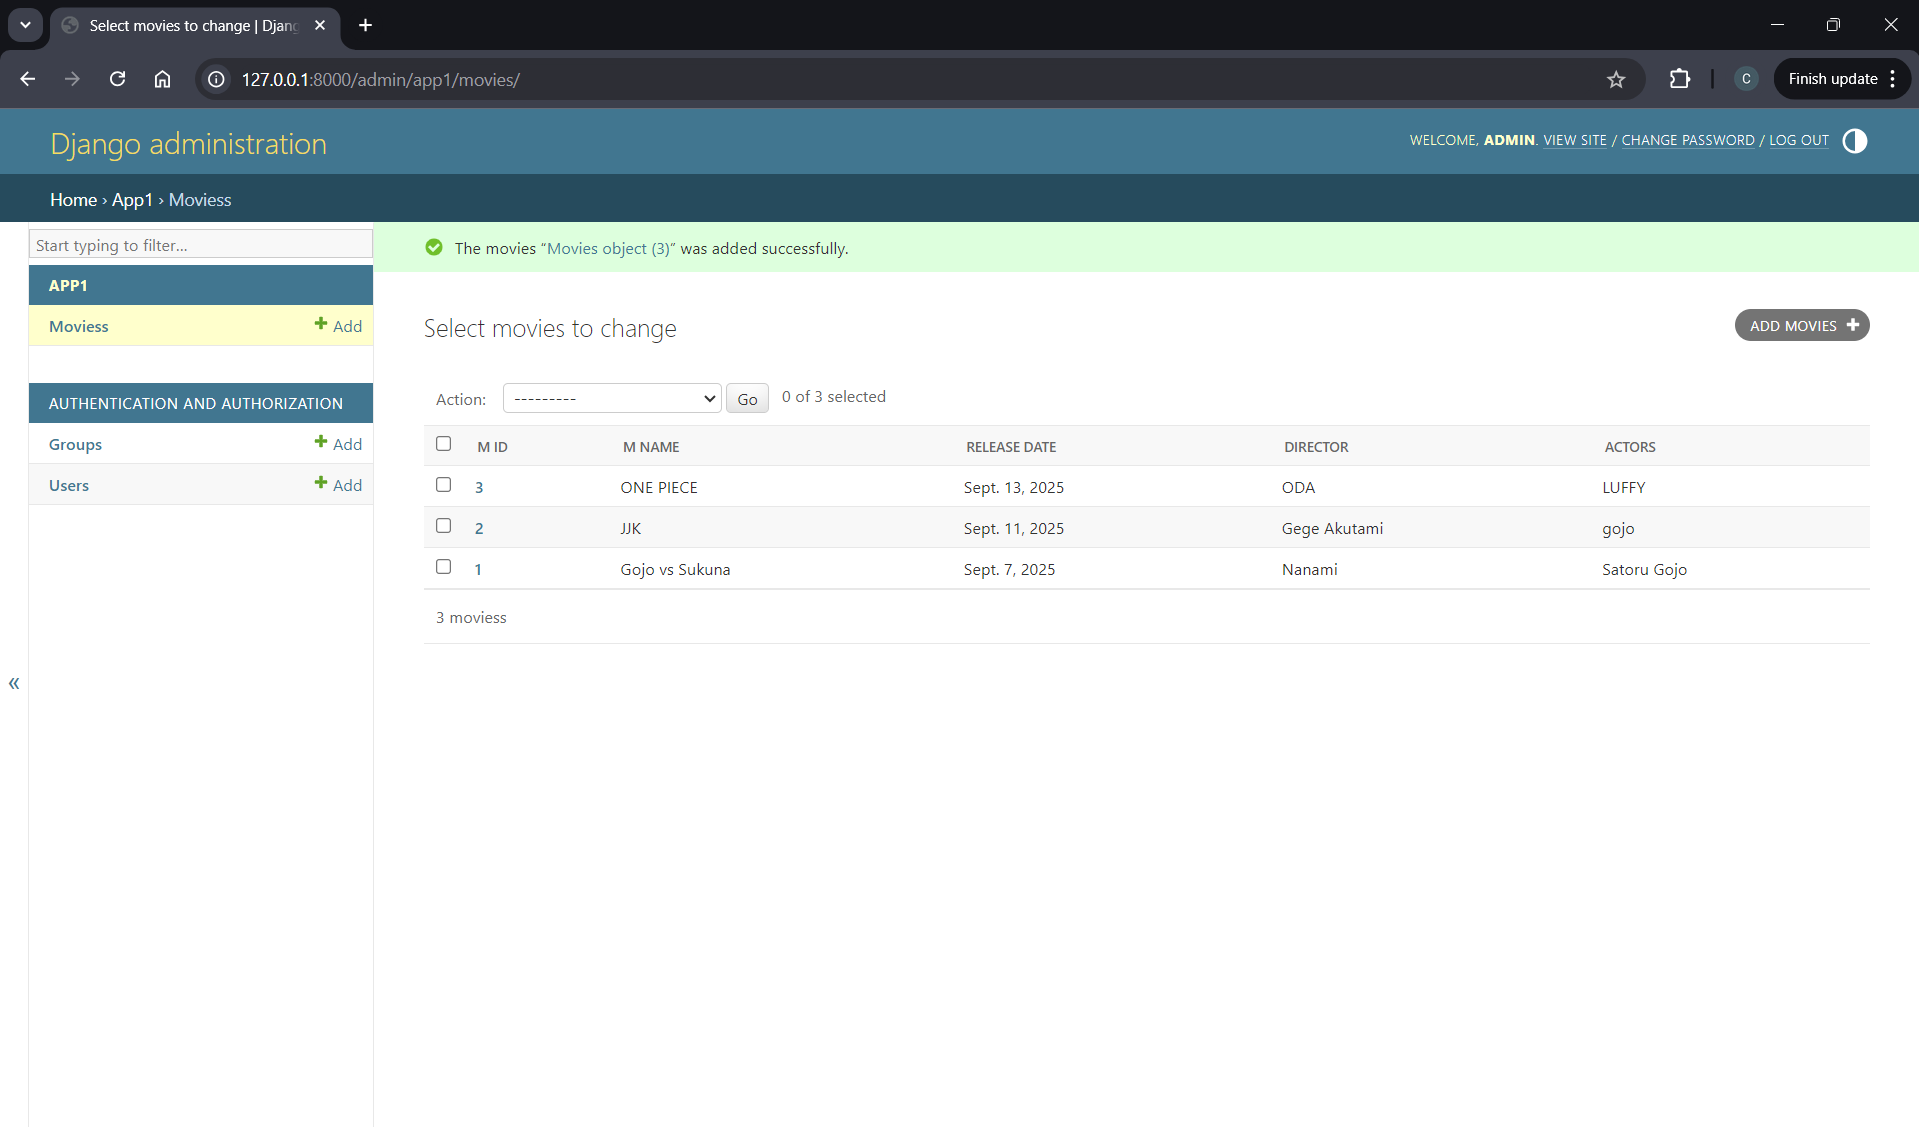 Select movies to change | Djang
127.0.0.1:8000/admin/app1/movies/
C
Finish update
Django administration
WELCOME, ADMIN. VIEW SITE / CHANGE PASSWORD / LOG OUT
Home › App1 › Moviess
Start typing to filter...
APP1
Moviess
Add
AUTHENTICATION AND AUTHORIZATION
Groups
Add
Users
Add
«
The movies “Movies object (3)” was added successfully.
Select movies to change
ADD MOVIES
Action: --------- Go 0 of 3 selected
M ID M NAME RELEASE DATE DIRECTOR ACTORS
3 ONE PIECE Sept. 13, 2025 ODA LUFFY
2 JJK Sept. 11, 2025 Gege Akutami gojo
1 Gojo vs Sukuna Sept. 7, 2025 Nanami Satoru Gojo
3 moviess